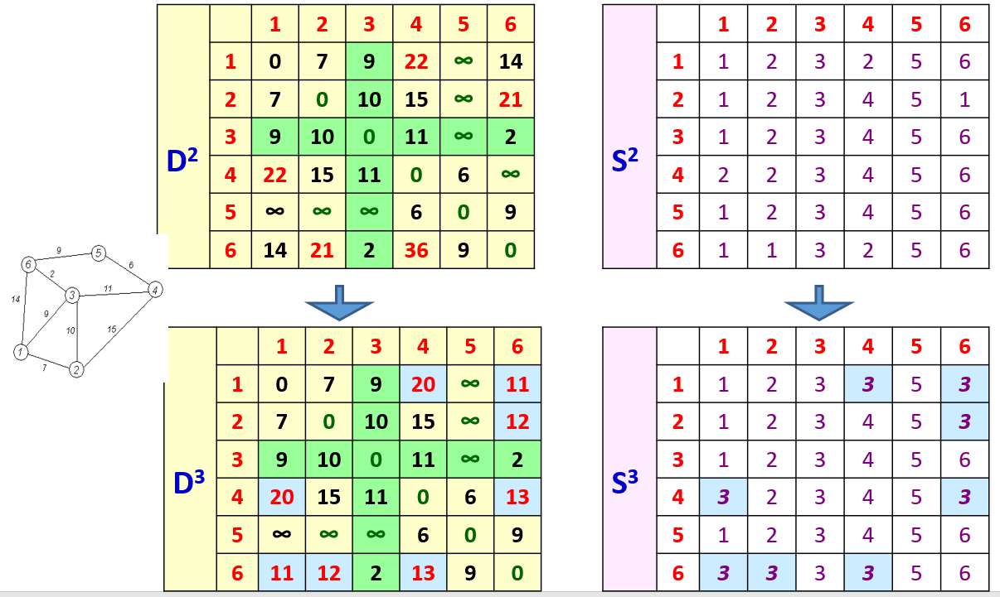 1 2 3 4 5 6
1 0 7 9 22 ∞ 14
2 7 0 10 15 ∞ 21
3 9 10 0 11 ∞ 2
D²
4 22 15 11 0 6 ∞
5 ∞ ∞ ∞ 6 0 9
6 14 21 2 36 9 0
1 2 3 4 5 6
1 1 2 3 2 5 6
2 1 2 3 4 5 1
3 1 2 3 4 5 6
S²
4 2 2 3 4 5 6
5 1 2 3 4 5 6
6 1 1 3 2 5 6
9 5
6 2 6
3 11 4
14 9 10 15
1 7 2
1 2 3 4 5 6
1 0 7 9 20 ∞ 11
2 7 0 10 15 ∞ 12
3 9 10 0 11 ∞ 2
D³
4 20 15 11 0 6 13
5 ∞ ∞ ∞ 6 0 9
6 11 12 2 13 9 0
1 2 3 4 5 6
1 1 2 3 3 5 3
2 1 2 3 4 5 3
3 1 2 3 4 5 6
S³
4 3 2 3 4 5 3
5 1 2 3 4 5 6
6 3 3 3 3 5 6